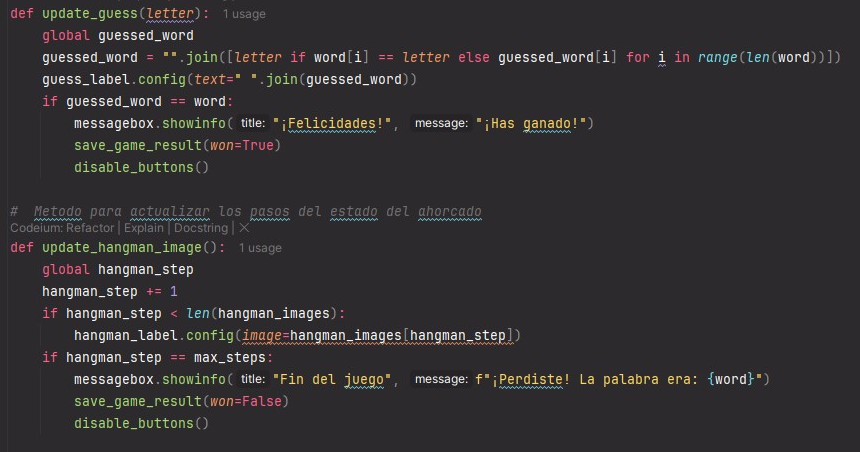 def update_guess(letter):  1 usage
    global guessed_word
    guessed_word = "".join([letter if word[i] == letter else guessed_word[i] for i in range(len(word))])
    guess_label.config(text=" ".join(guessed_word))
    if guessed_word == word:
        messagebox.showinfo( title: "¡Felicidades!",  message: "¡Has ganado!")
        save_game_result(won=True)
        disable_buttons()
#  Metodo para actualizar los pasos del estado del ahorcado
Codeium: Refactor | Explain | Docstring | ×
def update_hangman_image():  1 usage
    global hangman_step
    hangman_step += 1
    if hangman_step < len(hangman_images):
        hangman_label.config(image=hangman_images[hangman_step])
    if hangman_step == max_steps:
        messagebox.showinfo( title: "Fin del juego",  message: f"¡Perdiste! La palabra era: {word}")
        save_game_result(won=False)
        disable_buttons()